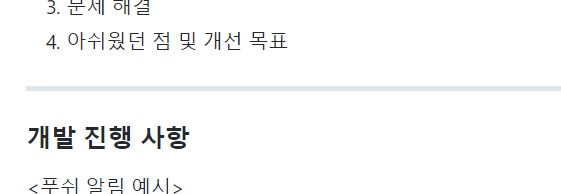 3. 문제 해결
4. 아쉬웠던 점 및 개선 목표
개발 진행 사항
<푸쉬 알림 예시>